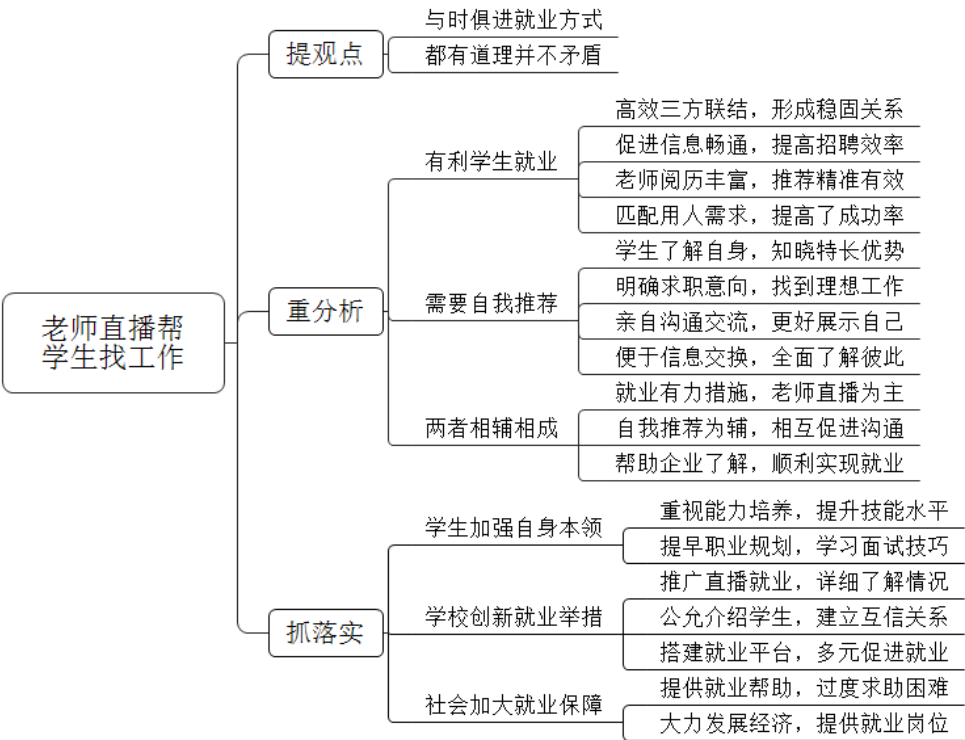 老师直播帮
学生找工作
提观点
与时俱进就业方式
都有道理并不矛盾
重分析
有利学生就业
高效三方联结，形成稳固关系
促进信息畅通，提高招聘效率
老师阅历丰富，推荐精准有效
匹配用人需求，提高了成功率
需要自我推荐
学生了解自身，知晓特长优势
明确求职意向，找到理想工作
亲自沟通交流，更好展示自己
便于信息交换，全面了解彼此
两者相辅相成
就业有力措施，老师直播为主
自我推荐为辅，相互促进沟通
帮助企业了解，顺利实现就业
抓落实
学生加强自身本领
重视能力培养，提升技能水平
提早职业规划，学习面试技巧
学校创新就业举措
推广直播就业，详细了解情况
公允介绍学生，建立互信关系
搭建就业平台，多元促进就业
社会加大就业保障
提供就业帮助，过度求助困难
大力发展经济，提供就业岗位